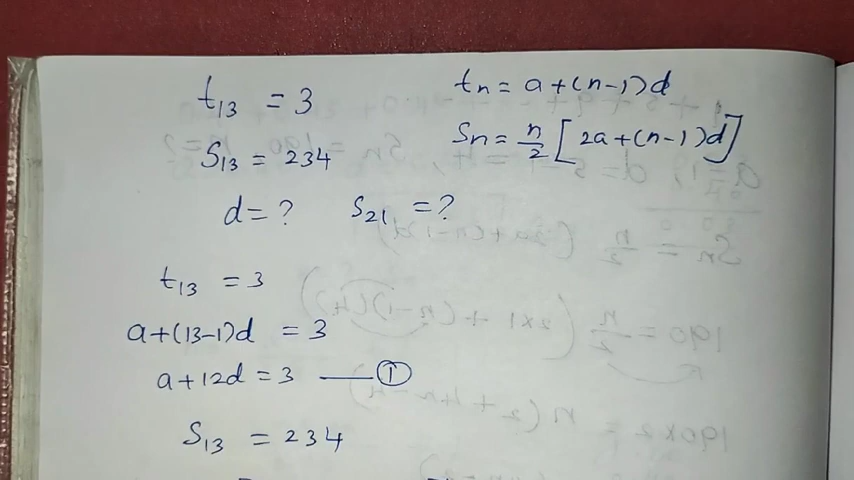 t₁₃ = 3
tn = a+(n-1)d
S₁₃ = 234
Sn = n/2 [2a+(n-1)d]
d = ? S₂₁ = ?
t₁₃ = 3
a+(13-1)d = 3
a+12d = 3 —— ①
S₁₃ = 234